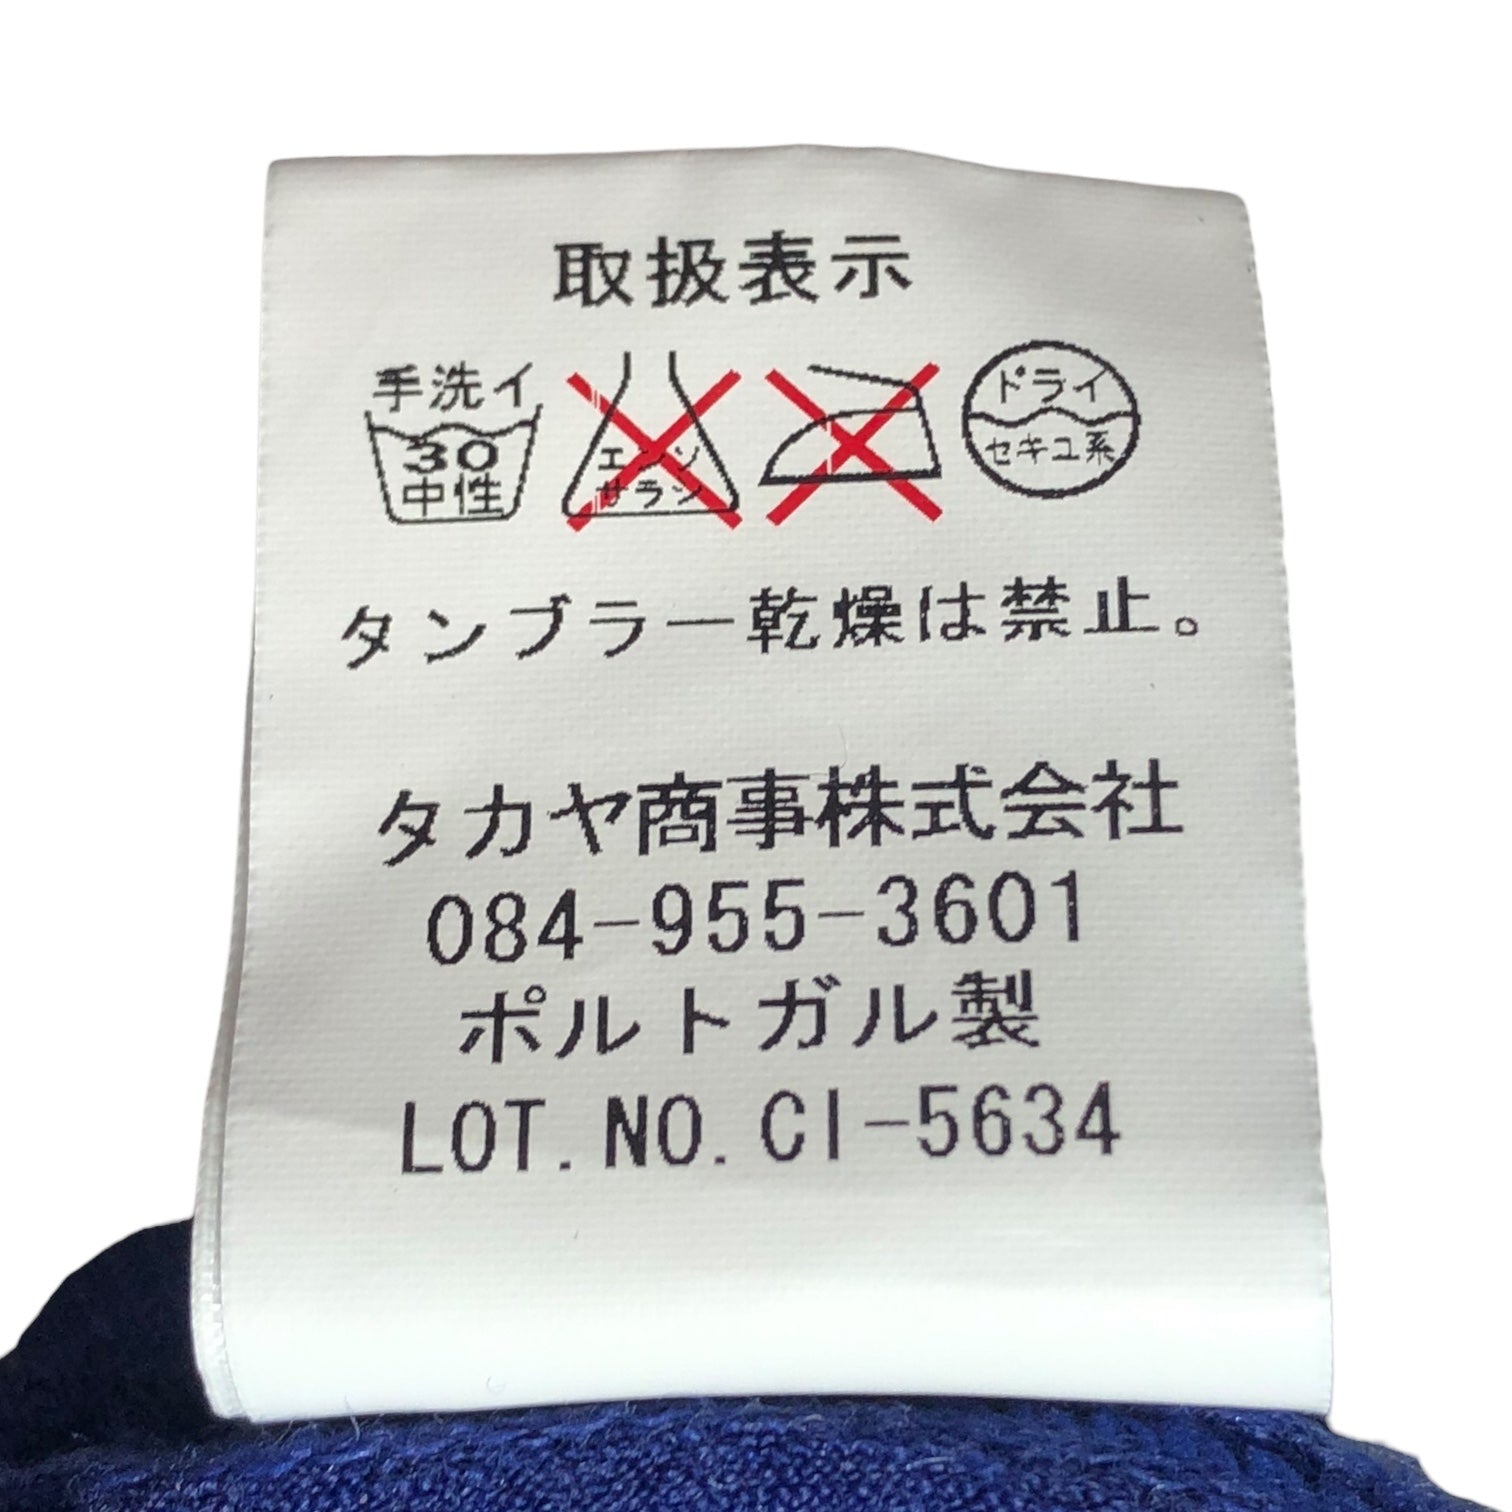 取扱表示
手洗イ 30 中性 エンソ サラシ ドライ セキユ系
タンブラー乾燥は禁止。
タカヤ商事株式会社
084-955-3601
ポルトガル製
LOT. NO. CI-5634